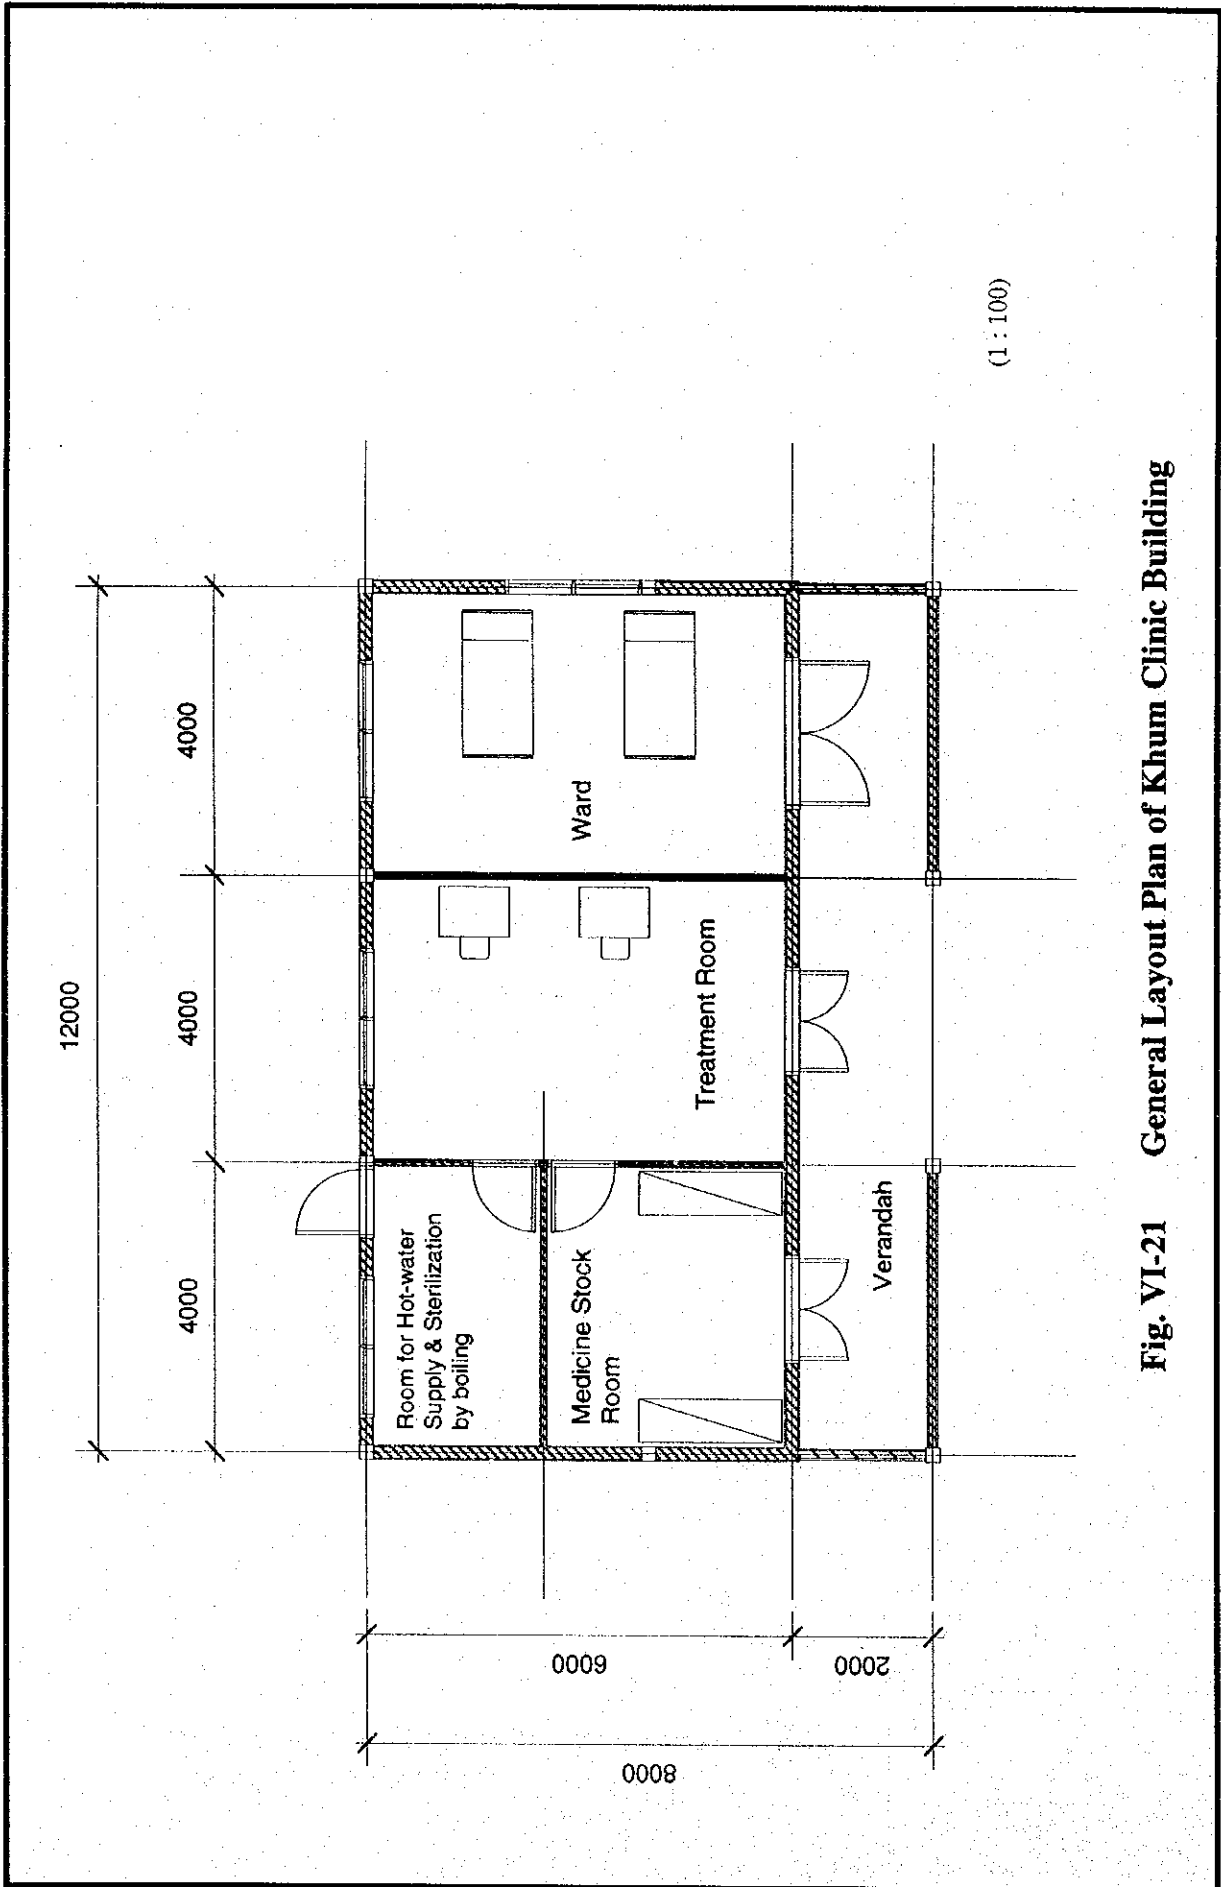 12000
4000
4000
4000
Room for Hot-water
Supply & Sterilization
by boiling
Medicine Stock
Room
Treatment Room
Ward
Verandah
6000
2000
8000
(1 : 100)
Fig. VI-21 General Layout Plan of Khum Clinic Building